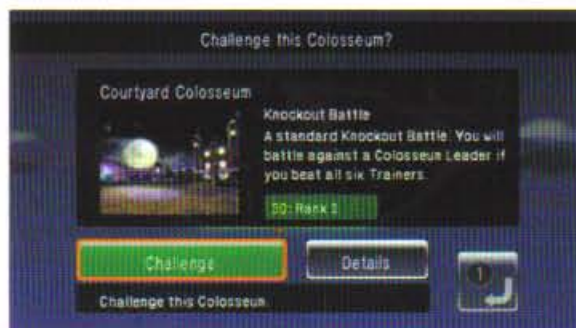 Challenge this Colosseum?
Courtyard Colosseum
Knockout Battle
A standard Knockout Battle. You will
battle against a Colosseum Leader if
you beat all six Trainers.
Rank
Challenge
Details
1
Challenge this Colosseum.